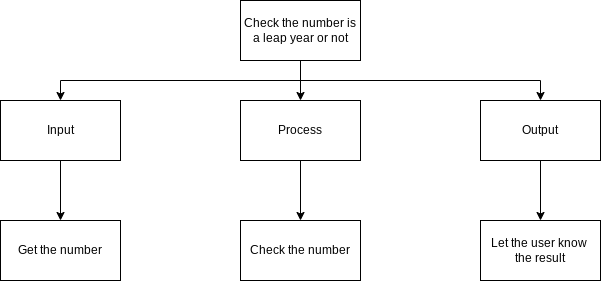 Check the number is
a leap year or not
Input
Process
Output
Get the number
Check the number
Let the user know
the result